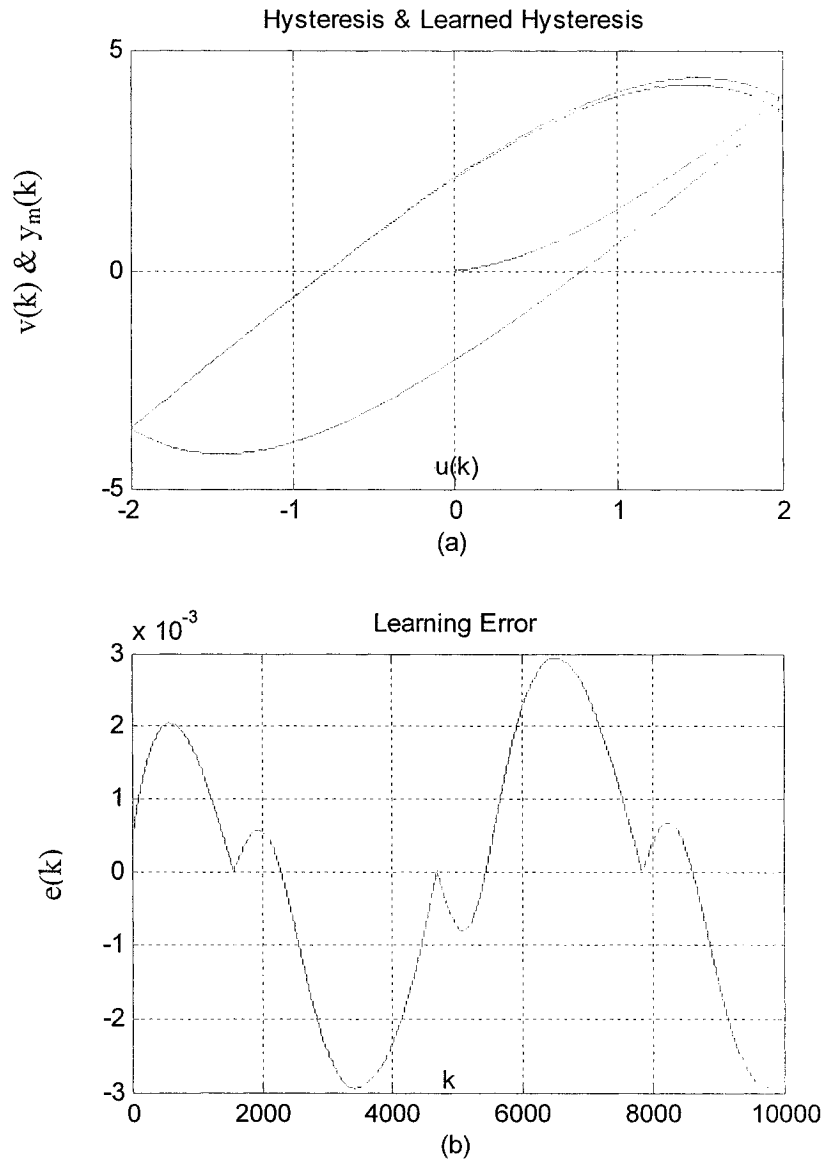 Hysteresis & Learned Hysteresis
5
0
-5
v(k) & yₘ(k)
u(k)
-2 -1 0 1 2
(a)
x 10⁻³
Learning Error
3
2
1
0
-1
-2
-3
e(k)
k
0 2000 4000 6000 8000 10000
(b)